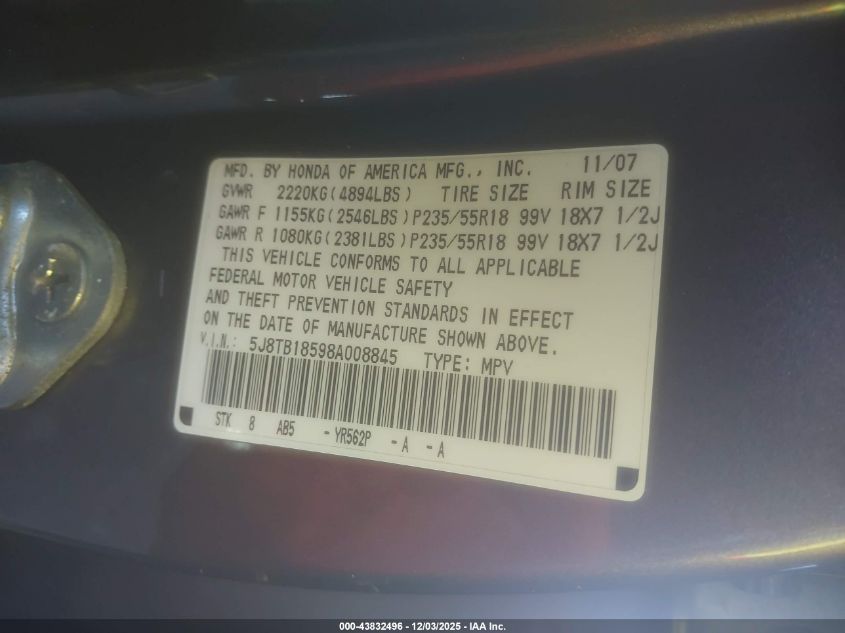 MFD. BY HONDA OF AMERICA MFG., INC. 11/07
GVWR 2220KG(4894LBS) TIRE SIZE RIM SIZE
GAWR F 1155KG(2546LBS)P235/55R18 99V 18X7 1/2J
GAWR R 1080KG(2381LBS)P235/55R18 99V 18X7 1/2J
THIS VEHICLE CONFORMS TO ALL APPLICABLE
FEDERAL MOTOR VEHICLE SAFETY
AND THEFT PREVENTION STANDARDS IN EFFECT
ON THE DATE OF MANUFACTURE SHOWN ABOVE.
V.I.N.: 5J8TB18598A008845 TYPE: MPV
STK 8 AB5 -YR562P -A -A
000-43832496 - 12/03/2025 - IAA Inc.